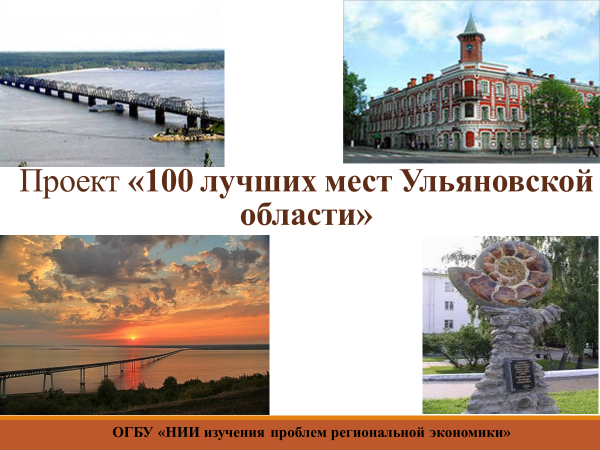 Проект «100 лучших мест Ульяновской
области»
ОГБУ «НИИ изучения проблем региональной экономики»